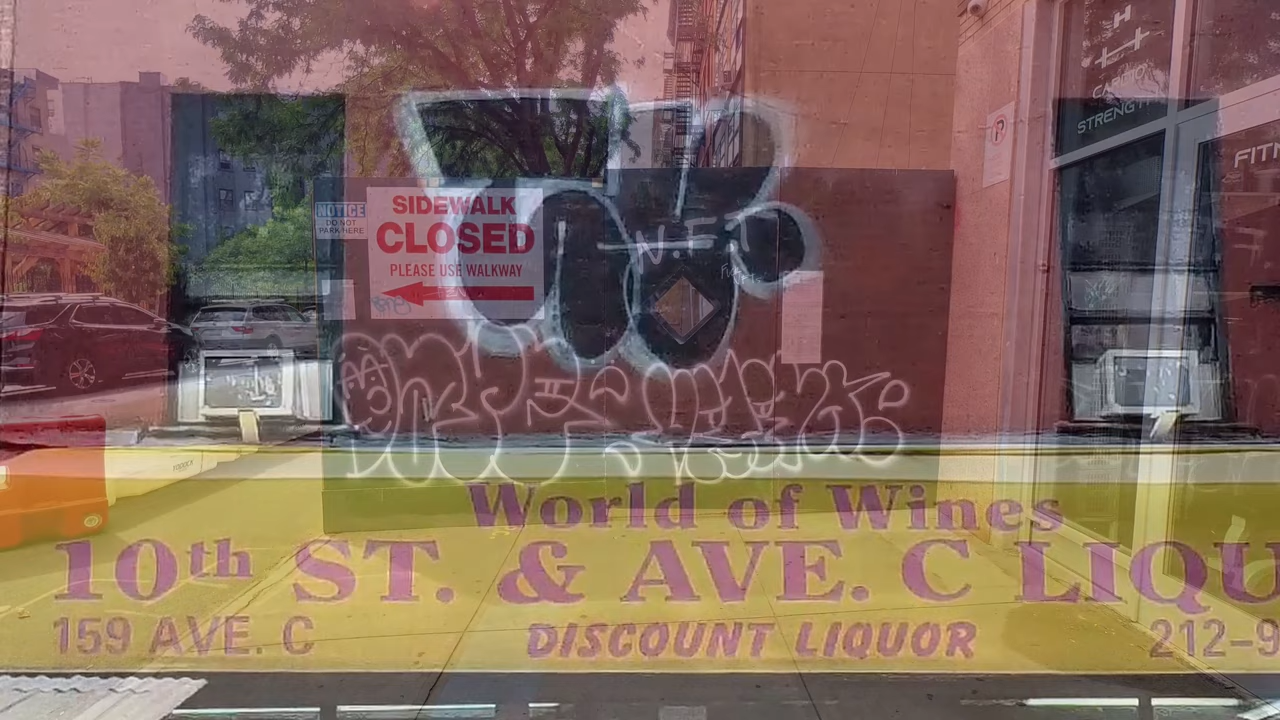 H
CARDIO
STRENGTH
P
NOTICE
DO NOT
PARK HERE
SIDEWALK
CLOSED
PLEASE USE WALKWAY
N.F.T
FITN
World of Wines
10th ST. & AVE. C LIQU
159 AVE. C
DISCOUNT LIQUOR
212-9